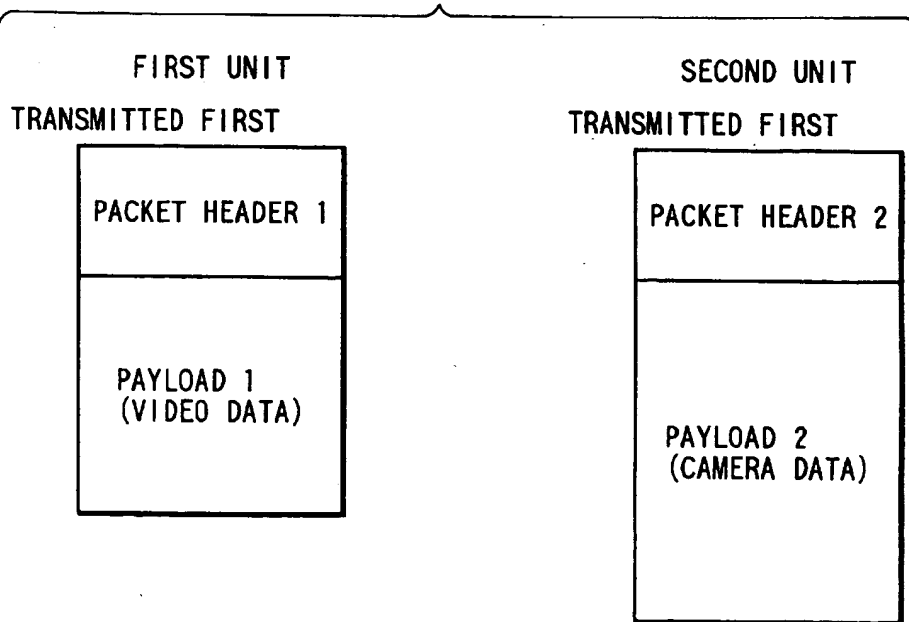 FIRST UNIT
TRANSMITTED FIRST
PACKET HEADER 1
PAYLOAD 1
(VIDEO DATA)
SECOND UNIT
TRANSMITTED FIRST
PACKET HEADER 2
PAYLOAD 2
(CAMERA DATA)